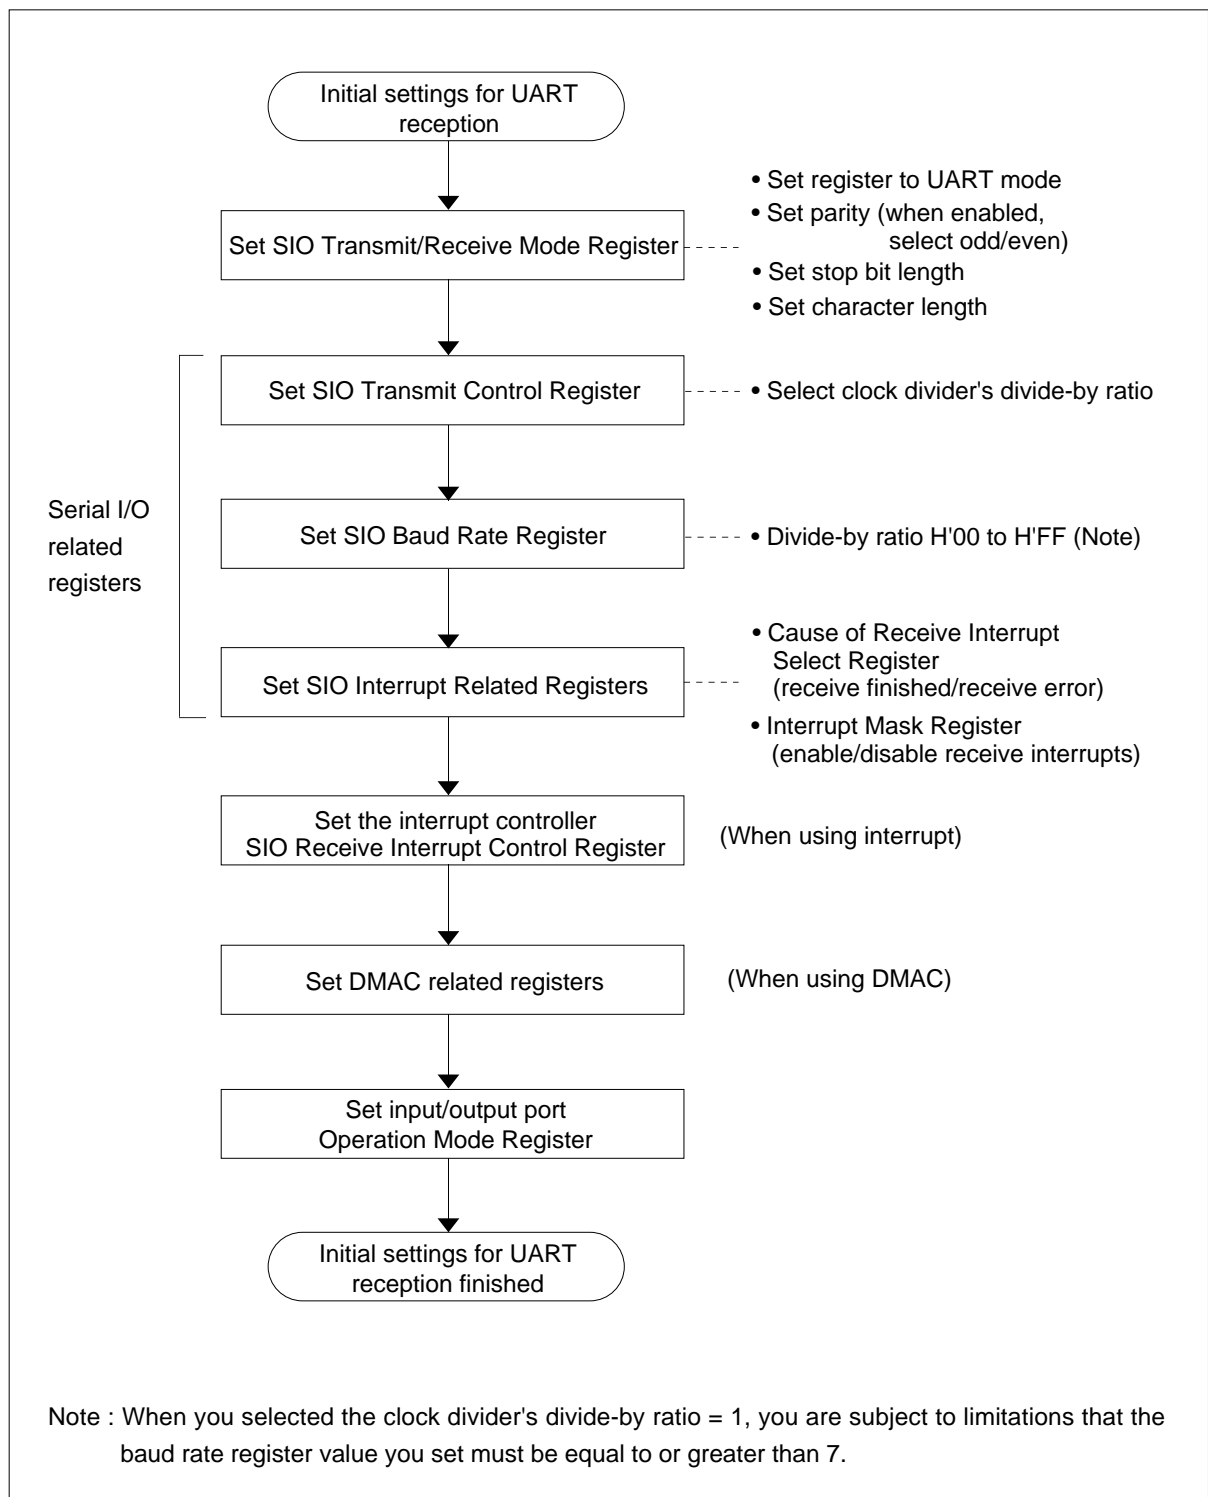 Initial settings for UART
reception
• Set register to UART mode
• Set parity (when enabled,
select odd/even)
Set SIO Transmit/Receive Mode Register
• Set stop bit length
• Set character length
Set SIO Transmit Control Register
• Select clock divider's divide-by ratio
Serial I/O
related
registers
Set SIO Baud Rate Register
• Divide-by ratio H'00 to H'FF (Note)
Set SIO Interrupt Related Registers
• Cause of Receive Interrupt
Select Register
(receive finished/receive error)
• Interrupt Mask Register
(enable/disable receive interrupts)
Set the interrupt controller
SIO Receive Interrupt Control Register
(When using interrupt)
Set DMAC related registers
(When using DMAC)
Set input/output port
Operation Mode Register
Initial settings for UART
reception finished
Note : When you selected the clock divider's divide-by ratio = 1, you are subject to limitations that the
baud rate register value you set must be equal to or greater than 7.